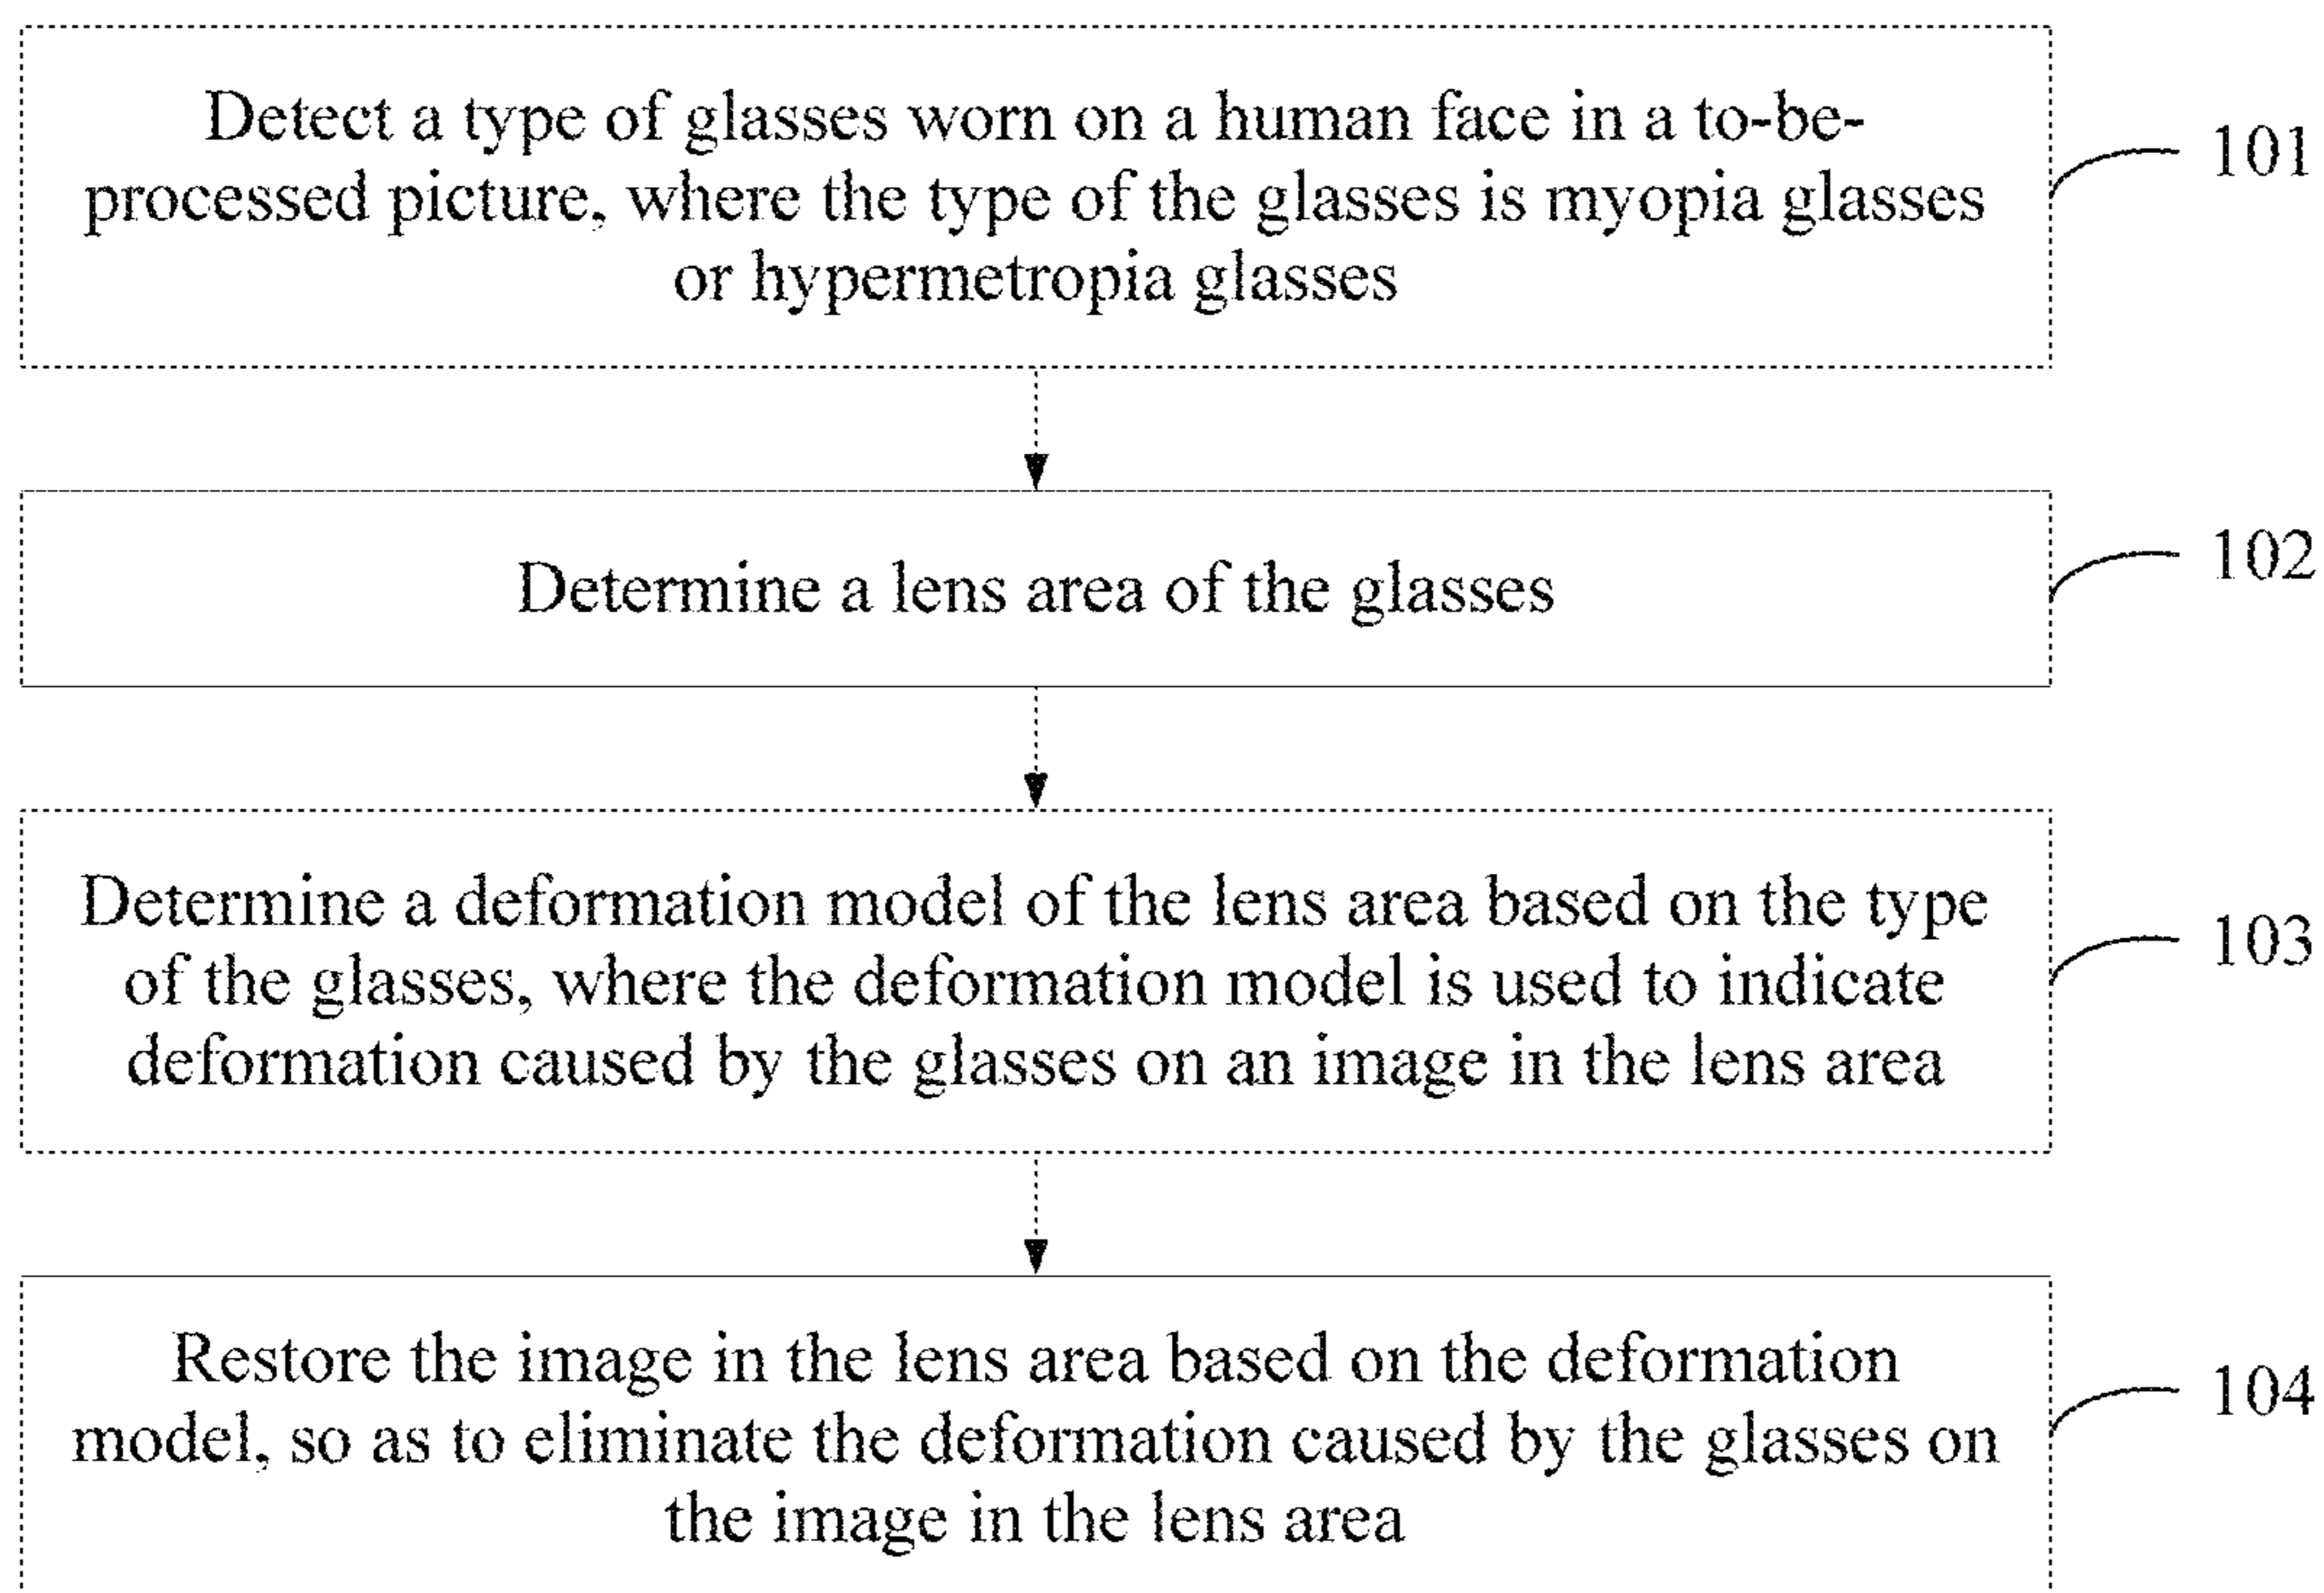 Detect a type of glasses worn on a human face in a to-be-
processed picture, where the type of the glasses is myopia glasses
or hypermetropia glasses
101
Determine a lens area of the glasses
102
Determine a deformation model of the lens area based on the type
of the glasses, where the deformation model is used to indicate
deformation caused by the glasses on an image in the lens area
103
Restore the image in the lens area based on the deformation
model, so as to eliminate the deformation caused by the glasses on
the image in the lens area
104